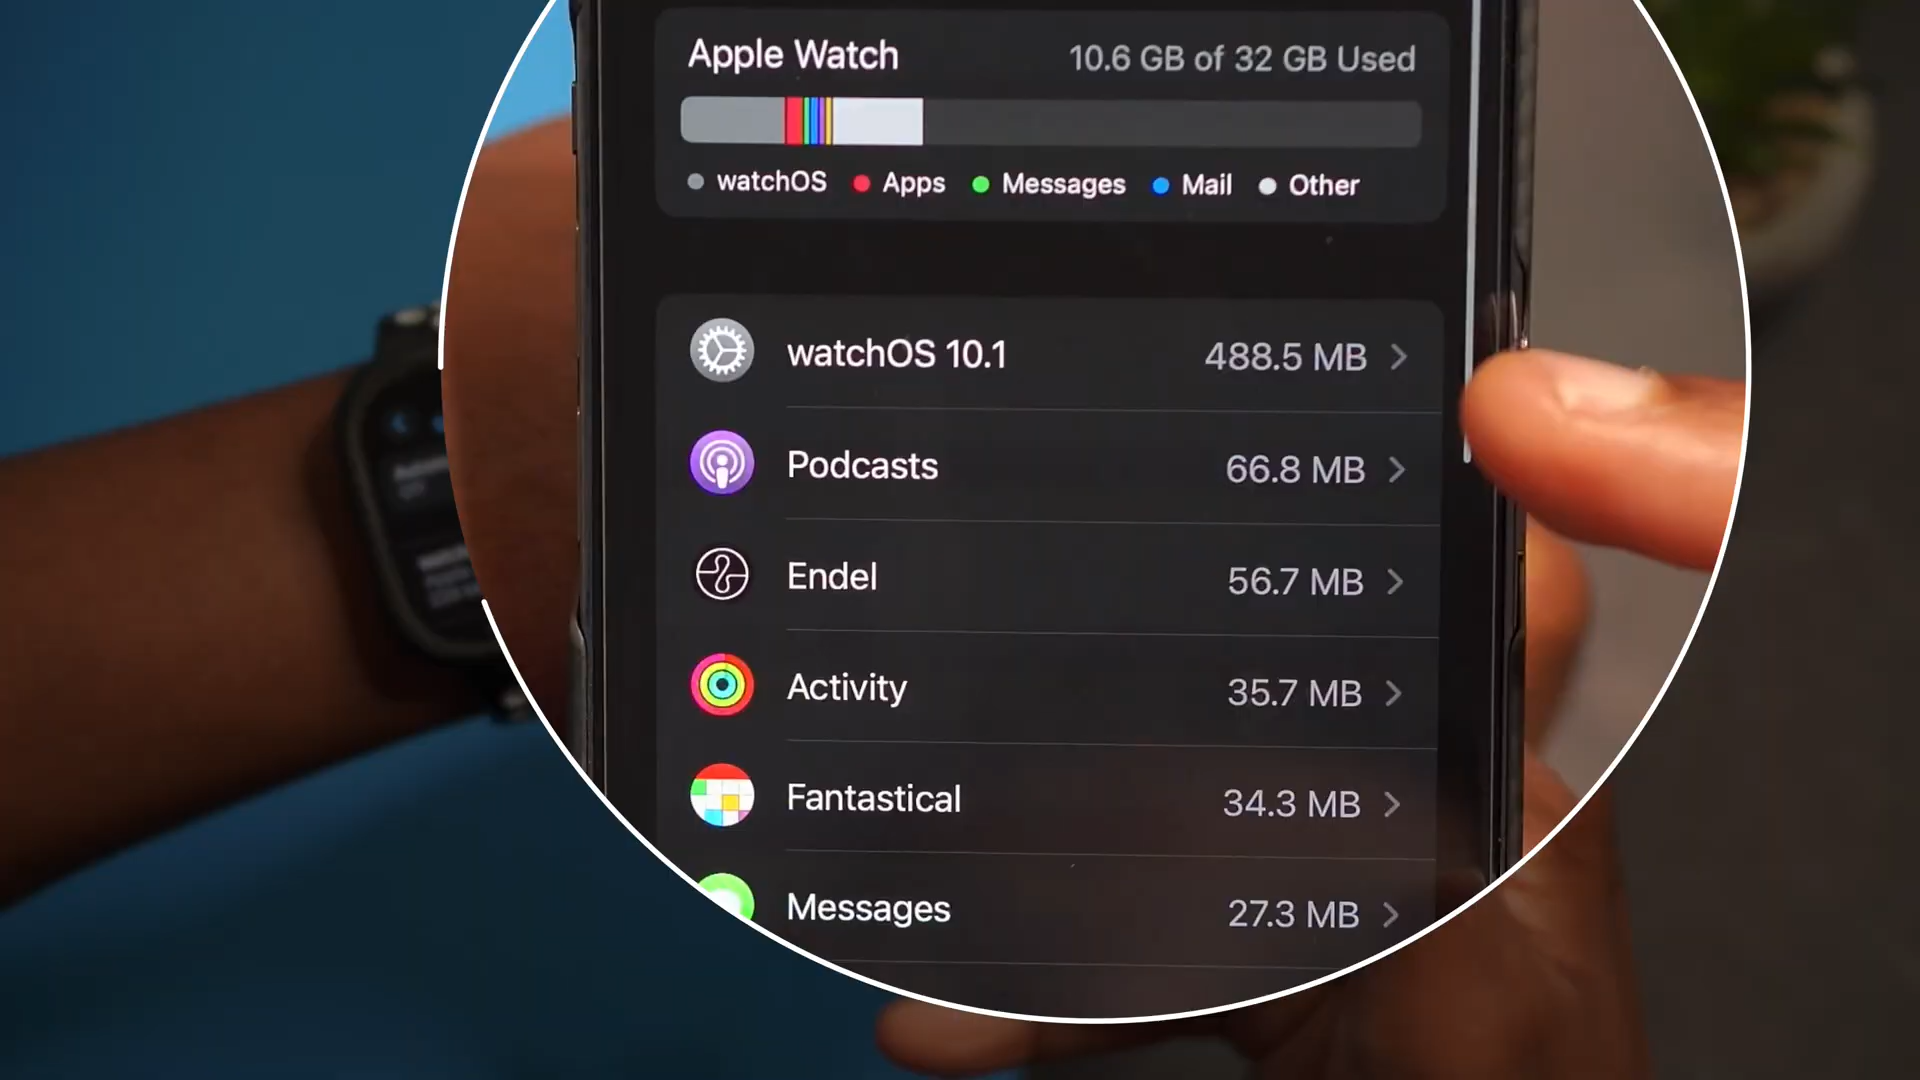 Apple Watch 10.6 GB of 32 GB Used
watchOS Apps Messages Mail Other
watchOS 10.1 488.5 MB
Podcasts 66.8 MB
Endel 56.7 MB
Activity 35.7 MB
Fantastical 34.3 MB
Messages 27.3 MB